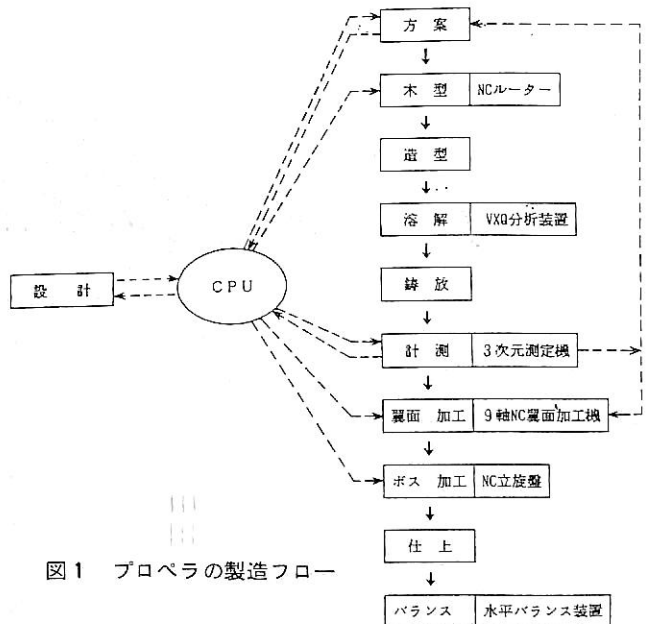 方案
木型 NCルーター
造型
溶解 VXQ分析装置
鋳放
設計
CPU
計測 3次元測定機
翼面 加工 9軸NC翼面加工機
ボス 加工 NC立旋盤
仕上
図1 プロペラの製造フロー
バランス 水平バランス装置